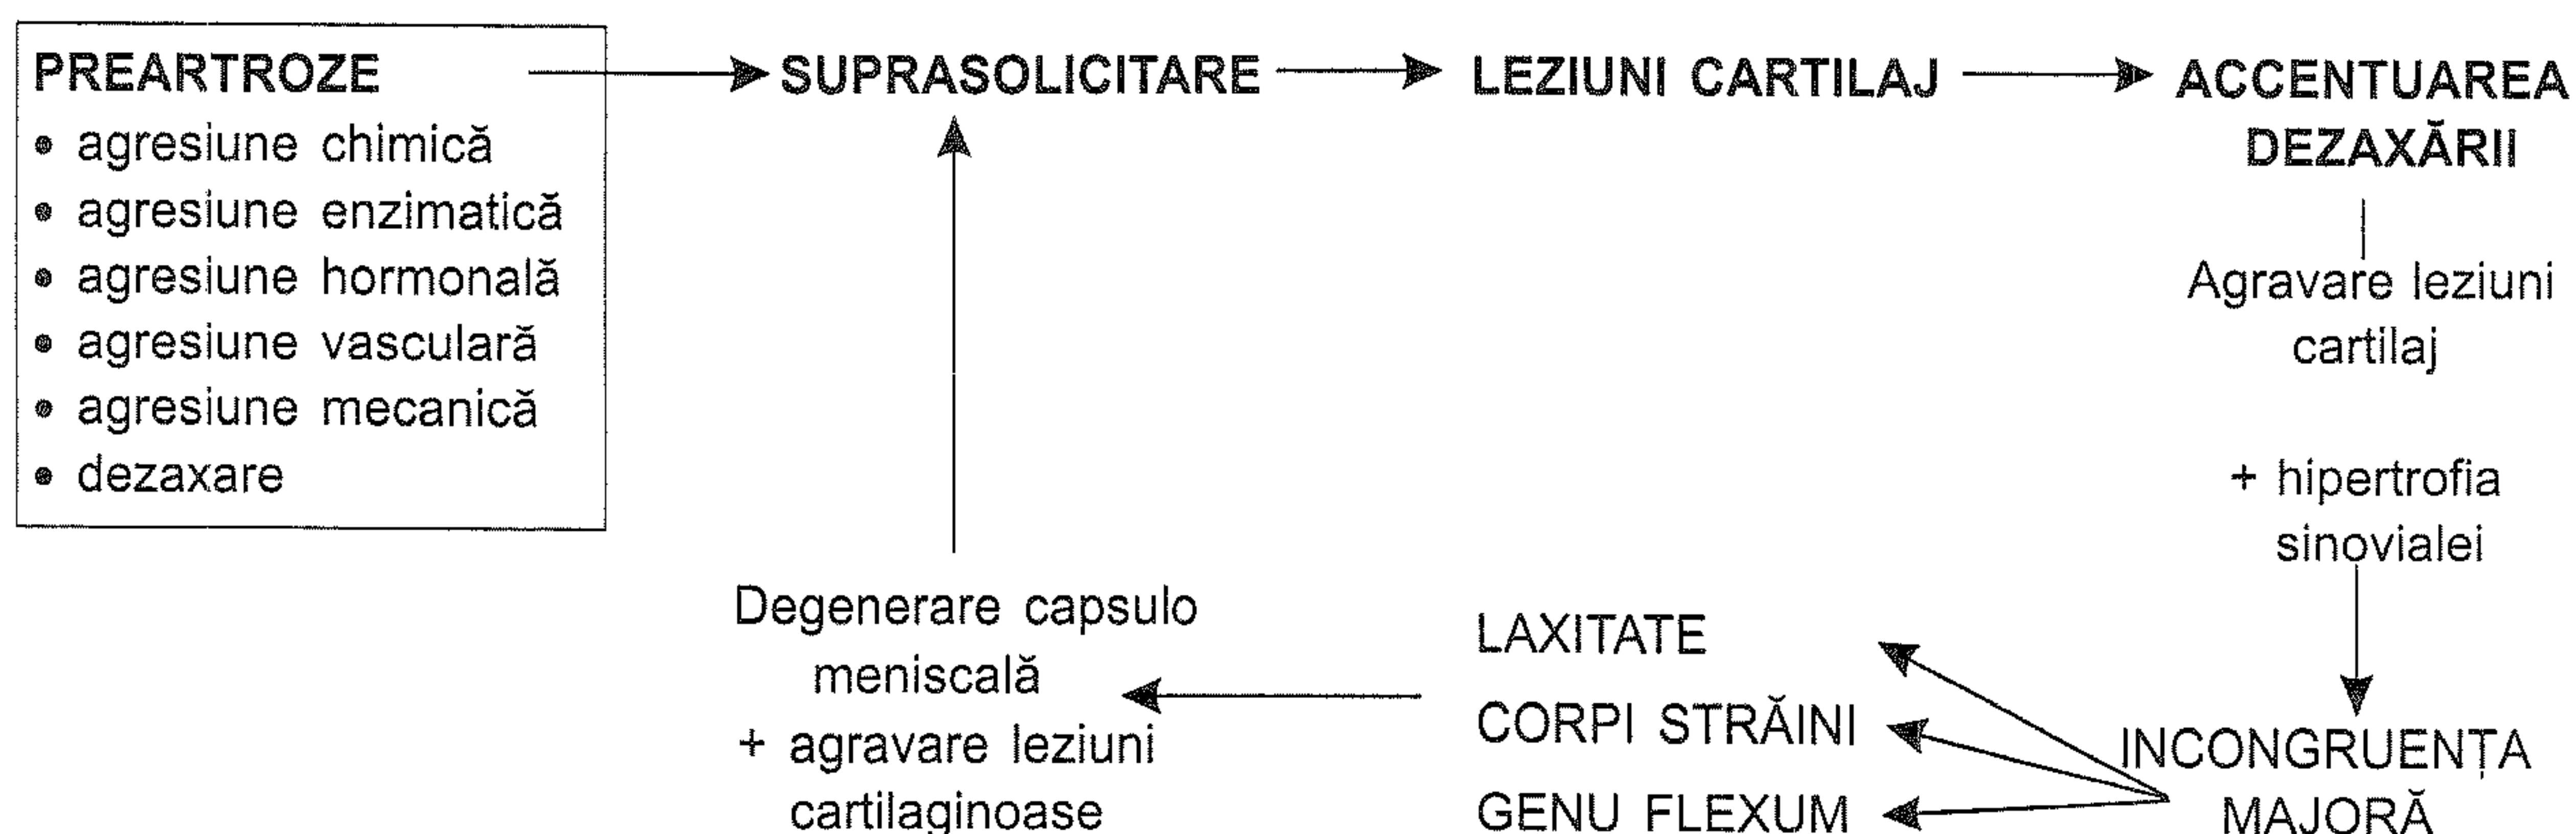 PREARTROZE
• agresiune chimică
• agresiune enzimatică
• agresiune hormonală
• agresiune vasculară
• agresiune mecanică
• dezaxare
SUPRASOLICITARE
LEZIUNI CARTILAJ
ACCENTUAREA
DEZAXĂRII
Agravare leziuni
cartilaj
+ hipertrofia
sinovialei
INCONGRUENȚA
MAJORĂ
LAXITATE
CORPI STRĂINI
GENU FLEXUM
Degenerare capsulo
meniscală
+ agravare leziuni
cartilaginoase